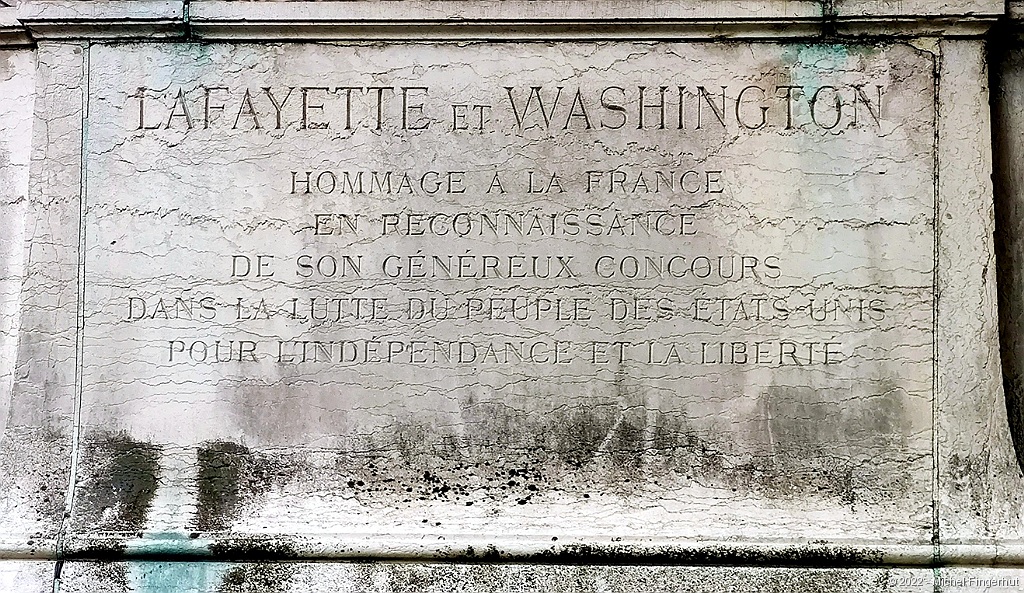 LAFAYETTE ET WASHINGTON
HOMMAGE A LA FRANCE
EN RECONNAISSANCE
DE SON GÉNÉREUX CONCOURS
DANS LA LUTTE DU PEUPLE DES ETATS-UNIS
POUR L'INDÉPENDANCE ET LA LIBERTÉ
© 2022 - Michel Fingerhut